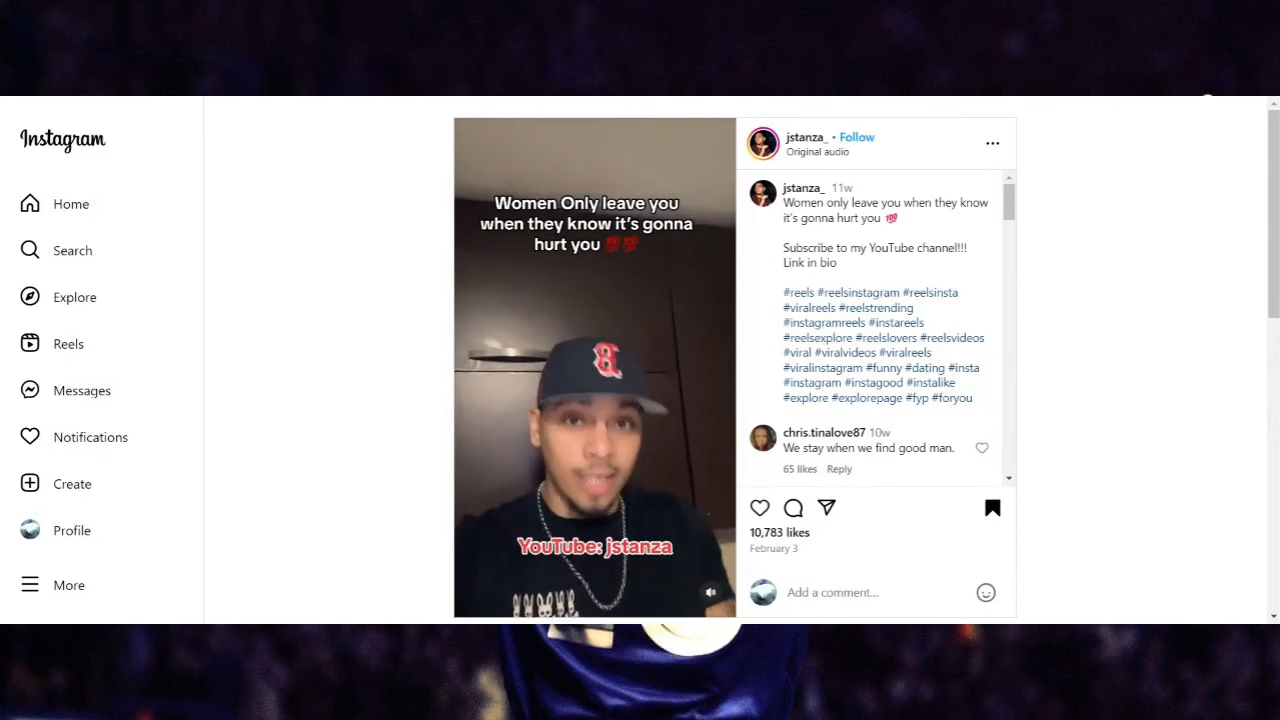 Instagram
Home
Search
Explore
Reels
Messages
Notifications
Create
Profile
More
Women Only leave you
when they know it's gonna
hurt you 💯💯
YouTube: jstanza
jstanza_ • Follow
Original audio
jstanza_ 11w
Women only leave you when they know
it's gonna hurt you 💯
Subscribe to my YouTube channel!!!
Link in bio
#reels #reelsinstagram #reelsinsta
#viralreels #reelstrending
#instagramreels #instareels
#reelsexplore #reelslovers #reelsvideos
#viral #viralvideos #viralreels
#viralinstagram #funny #dating #insta
#instagram #instagood #instalike
#explore #explorepage #fyp #foryou
chris.tinalove87 10w
We stay when we find good man.
65 likes Reply
10,783 likes
February 3
Add a comment...